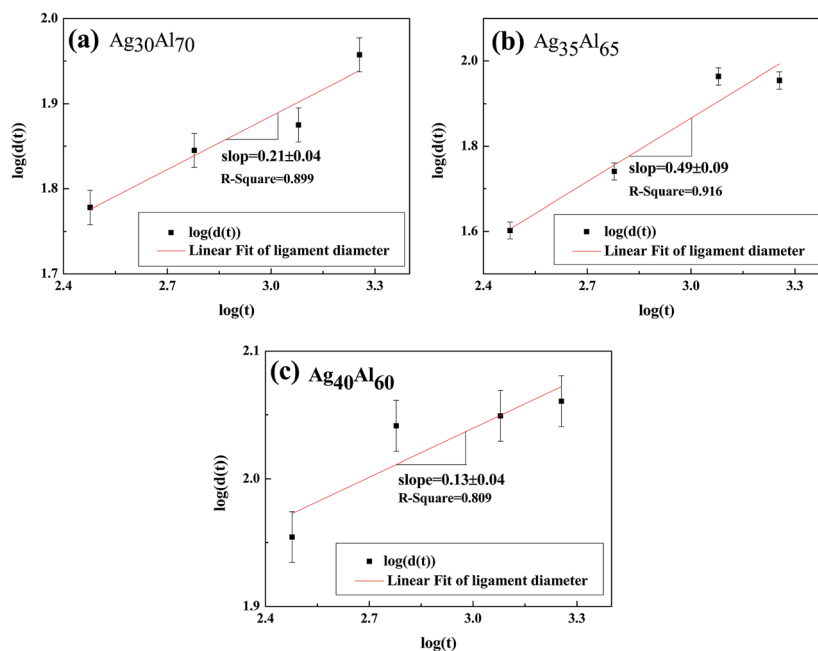 (a) Ag30Al70
2.0
1.9
1.8
1.7
log(d(t))
slop=0.21±0.04
R-Square=0.899
log(d(t))
Linear Fit of ligament diameter
2.4 2.7 3.0 3.3
log(t)
(b) Ag35Al65
2.0
1.8
1.6
log(d(t))
slop=0.49±0.09
R-Square=0.916
log(d(t))
Linear Fit of ligament diameter
2.4 2.7 3.0 3.3
log(t)
(c) Ag40Al60
2.1
2.0
1.9
log(d(t))
slope=0.13±0.04
R-Square=0.809
log(d(t))
Linear Fit of ligament diameter
2.4 2.7 3.0 3.3
log(t)